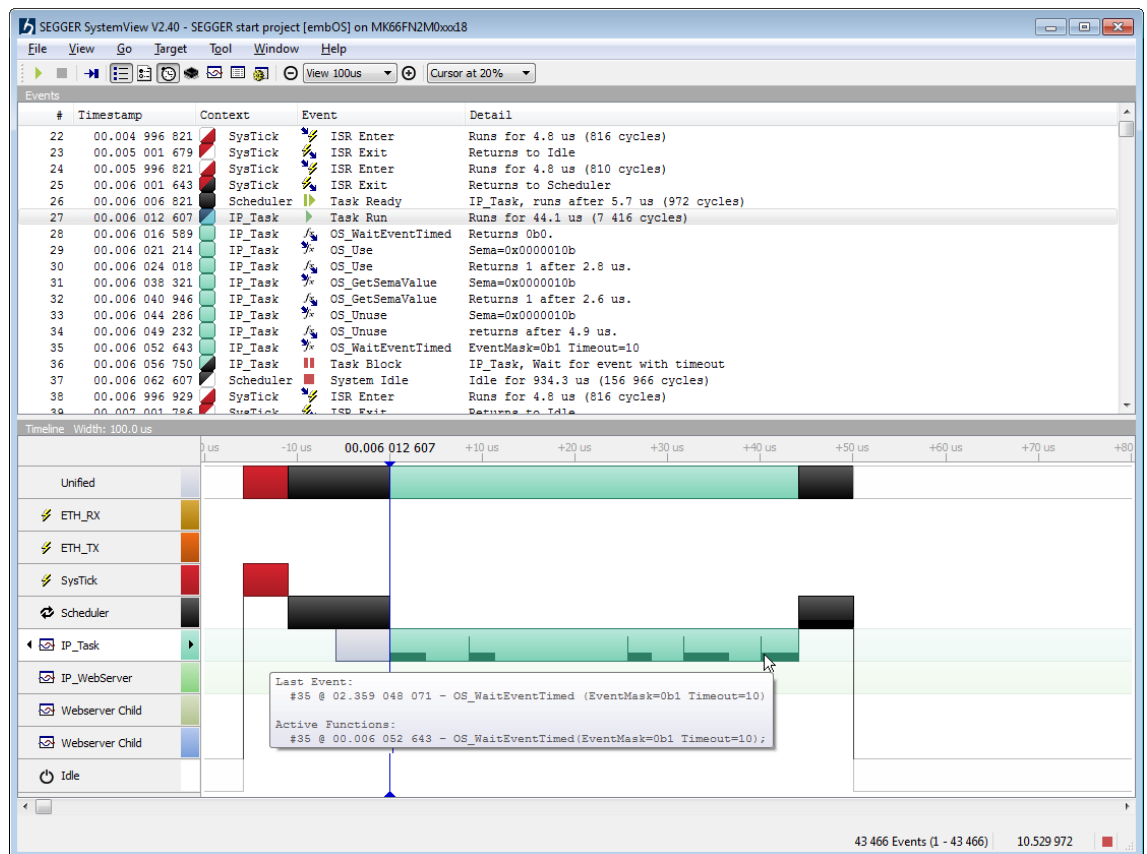 SEGGER SystemView V2.40 - SEGGER start project [embOS] on MK66FN2M0xxx18
File View Go Target Tool Window Help
View 100us Cursor at 20%
Events
# Timestamp Context Event Detail
22 00.004 996 821 SysTick ISR Enter Runs for 4.8 us (816 cycles)
23 00.005 001 679 SysTick ISR Exit Returns to Idle
24 00.005 996 821 SysTick ISR Enter Runs for 4.8 us (810 cycles)
25 00.006 001 643 SysTick ISR Exit Returns to Scheduler
26 00.006 006 821 Scheduler Task Ready IP_Task, runs after 5.7 us (972 cycles)
27 00.006 012 607 IP_Task Task Run Runs for 44.1 us (7 416 cycles)
28 00.006 016 589 IP_Task OS_WaitEventTimed Returns 0b0.
29 00.006 021 214 IP_Task OS_Use Sema=0x0000010b
30 00.006 024 018 IP_Task OS_Use Returns 1 after 2.8 us.
31 00.006 038 321 IP_Task OS_GetSemaValue Sema=0x0000010b
32 00.006 040 946 IP_Task OS_GetSemaValue Returns 1 after 2.6 us.
33 00.006 044 286 IP_Task OS_Unuse Sema=0x0000010b
34 00.006 049 232 IP_Task OS_Unuse returns after 4.9 us.
35 00.006 052 643 IP_Task OS_WaitEventTimed EventMask=0b1 Timeout=10
36 00.006 056 750 IP_Task Task Block IP_Task, Wait for event with timeout
37 00.006 062 607 Scheduler System Idle Idle for 934.3 us (156 966 cycles)
38 00.006 996 929 SysTick ISR Enter Runs for 4.8 us (816 cycles)
39 00.007 001 786 SysTick ISR Exit Returns to Idle
Timeline Width: 100.0 us
0 us -10 us 00.006 012 607 +10 us +20 us +30 us +40 us +50 us +60 us +70 us +80
Unified
ETH_RX
ETH_TX
SysTick
Scheduler
IP_Task
IP_WebServer
Last Event:
#35 @ 02.359 048 071 - OS_WaitEventTimed (EventMask=0b1 Timeout=10)
Webserver Child
Active Functions:
#35 @ 00.006 052 643 - OS_WaitEventTimed(EventMask=0b1 Timeout=10);
Webserver Child
Idle
43 466 Events (1 - 43 466) 10.529 972